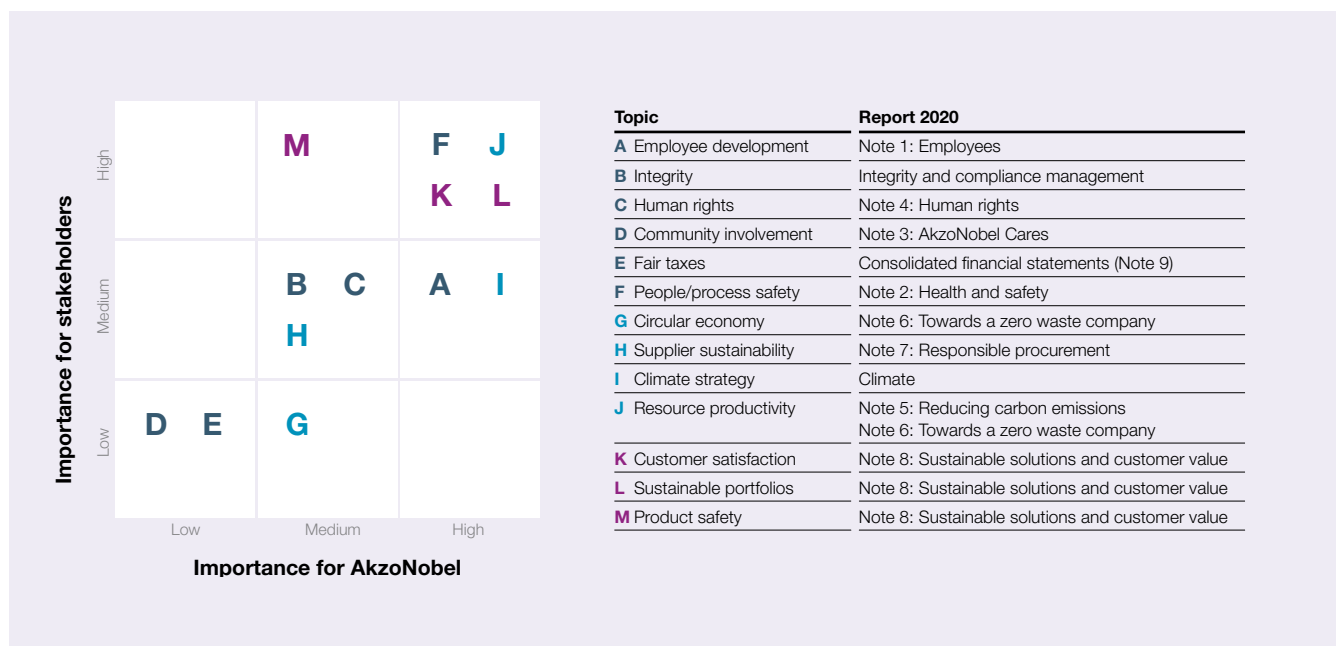 Importance for stakeholders
High
Medium
Low
M
F J
K L
B C
A I
H
D E
G
Low Medium High
Importance for AkzoNobel
Topic Report 2020
A Employee development Note 1: Employees
B Integrity Integrity and compliance management
C Human rights Note 4: Human rights
D Community involvement Note 3: AkzoNobel Cares
E Fair taxes Consolidated financial statements (Note 9)
F People/process safety Note 2: Health and safety
G Circular economy Note 6: Towards a zero waste company
H Supplier sustainability Note 7: Responsible procurement
I Climate strategy Climate
J Resource productivity Note 5: Reducing carbon emissions
Note 6: Towards a zero waste company
K Customer satisfaction Note 8: Sustainable solutions and customer value
L Sustainable portfolios Note 8: Sustainable solutions and customer value
M Product safety Note 8: Sustainable solutions and customer value